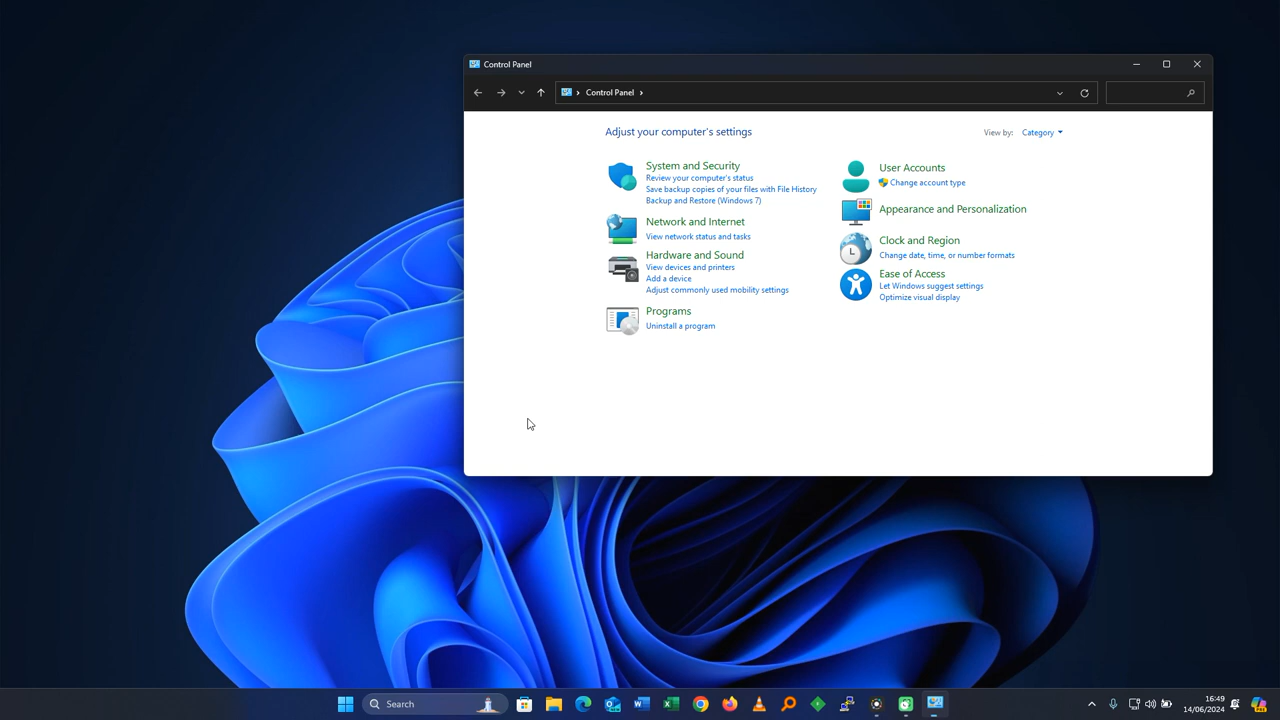 Control Panel
Control Panel
Adjust your computer's settings
View by: Category
System and Security
Review your computer's status
Save backup copies of your files with File History
Backup and Restore (Windows 7)
Network and Internet
View network status and tasks
Hardware and Sound
View devices and printers
Add a device
Adjust commonly used mobility settings
Programs
Uninstall a program
User Accounts
Change account type
Appearance and Personalization
Clock and Region
Change date, time, or number formats
Ease of Access
Let Windows suggest settings
Optimize visual display
Search
16:49
14/06/2024